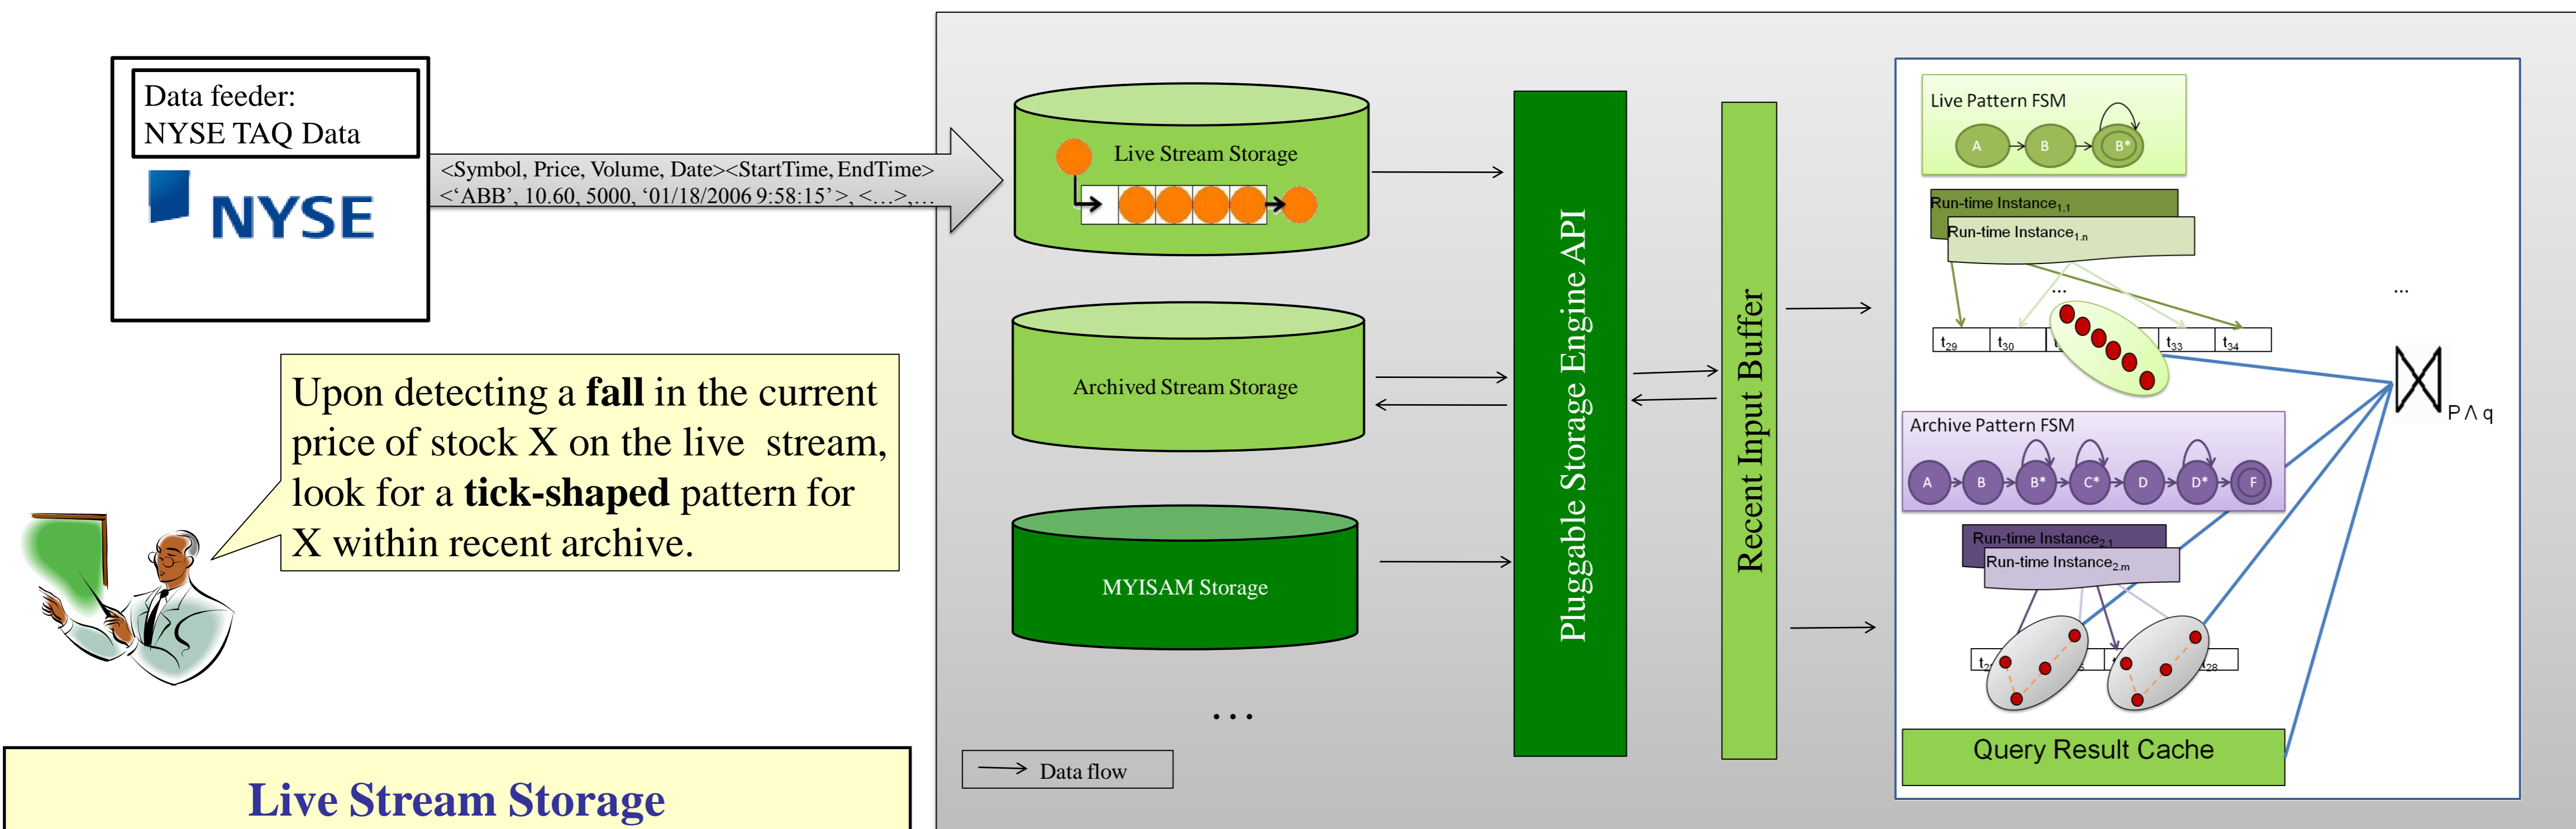 Data feeder:
NYSE TAQ Data
NYSE
<Symbol, Price, Volume, Date><StartTime, EndTime>
<‘ABB’, 10.60, 5000, ‘01/18/2006 9:58:15’>, <…>,…
Upon detecting a fall in the current
price of stock X on the live stream,
look for a tick-shaped pattern for
X within recent archive.
Live Stream Storage
Live Stream Storage
Archived Stream Storage
MYISAM Storage
…
Data flow
Pluggable Storage Engine API
Recent Input Buffer
Live Pattern FSM
A B B*
Run-time Instance1,1
Run-time Instance1.n
... ...
t29 t30 t33 t34
P Λ q
Archive Pattern FSM
A B B* C* D D* F
Run-time Instance2,1
Run-time Instance2.m
t28
Query Result Cache